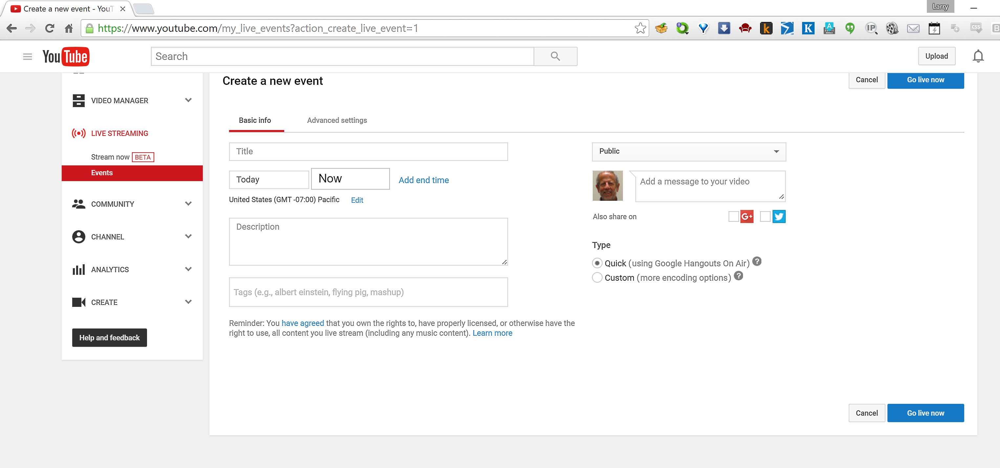 Create a new event - YouT
Larry
https://www.youtube.com/my_live_events?action_create_live_event=1
YouTube
Search
Upload
Create a new event
Cancel
Go live now
VIDEO MANAGER
LIVE STREAMING
Stream now BETA
Events
COMMUNITY
CHANNEL
ANALYTICS
CREATE
Help and feedback
Basic info
Advanced settings
Title
Today
Now
Add end time
United States (GMT -07:00) Pacific
Edit
Description
Tags (e.g., albert einstein, flying pig, mashup)
Reminder: You have agreed that you own the rights to, have properly licensed, or otherwise have the
right to use, all content you live stream (including any music content). Learn more
Public
Add a message to your video
Also share on
G+
Type
Quick (using Google Hangouts On Air) ?
Custom (more encoding options) ?
Cancel
Go live now